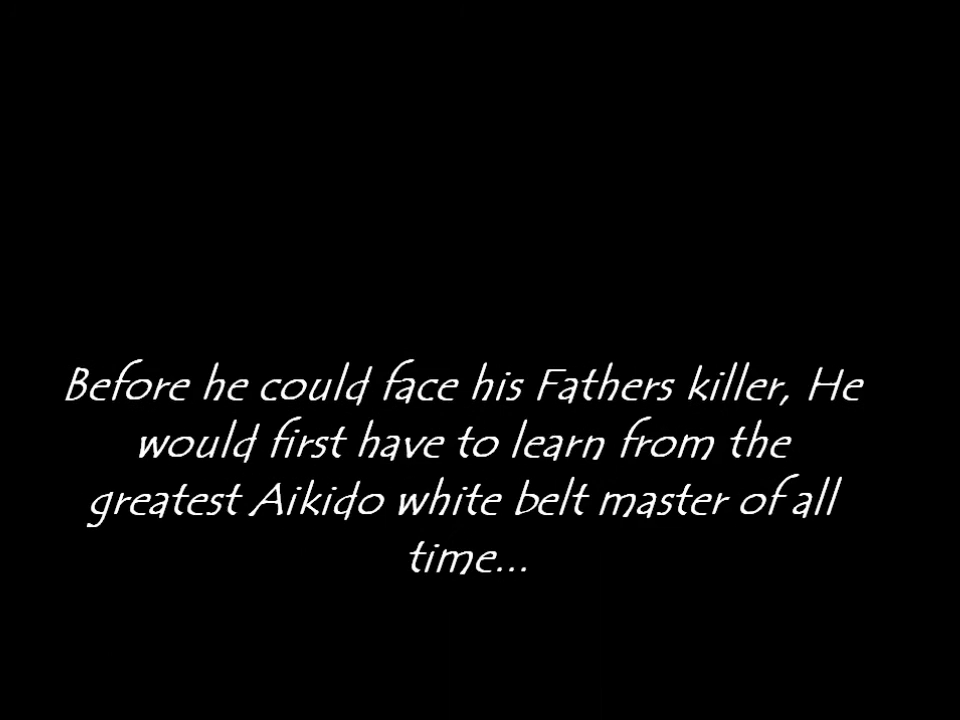 Before he could face his Fathers killer, He
would first have to learn from the
greatest Aikido white belt master of all
time...